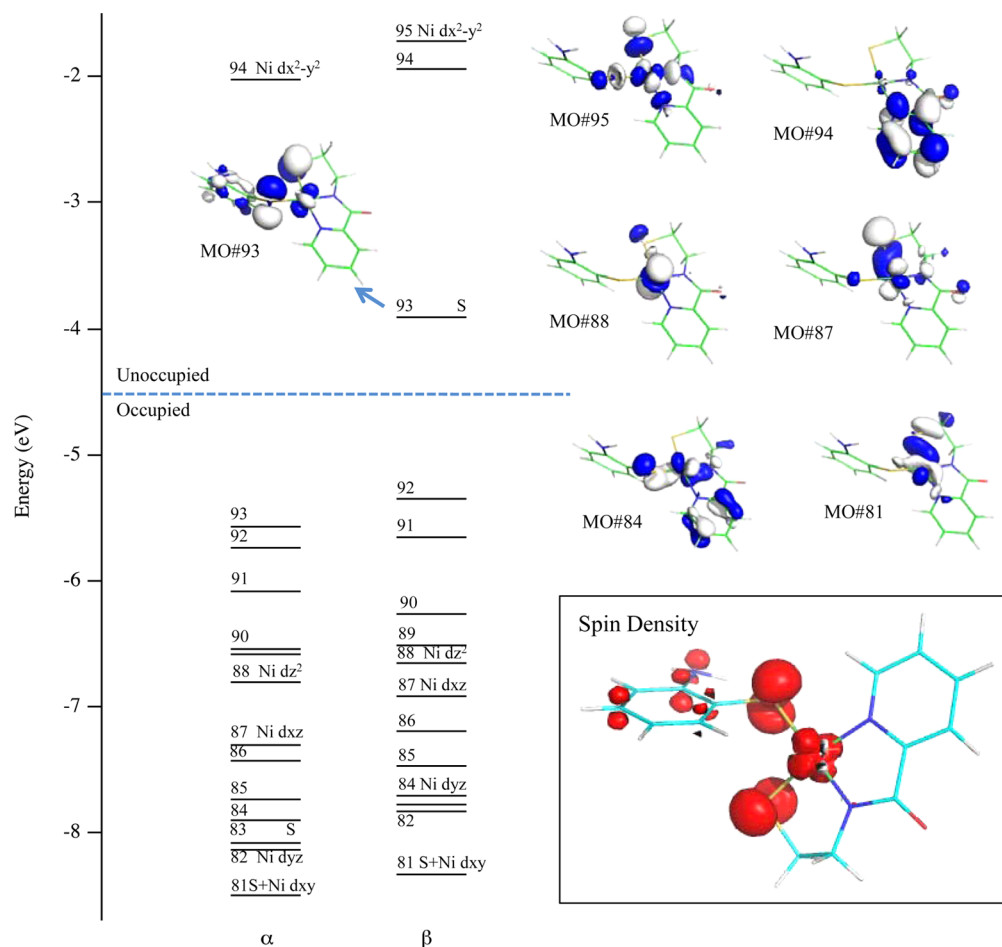 95 Ni dx²-y²
94
94 Ni dx²-y²
-2
MO#95
MO#94
-3
MO#93
MO#88
MO#87
93 S
-4
Unoccupied
Occupied
Energy (eV)
-5
92
93
91
92
MO#84
MO#81
-6
91
90
90
89
88 Ni dz²
88 Ni dz²
87 Ni dxz
-7
86
87 Ni dxz
86
85
84 Ni dyz
85
84
82
-8
83 S
82 Ni dyz
81 S+Ni dxy
81S+Ni dxy
Spin Density
α
β